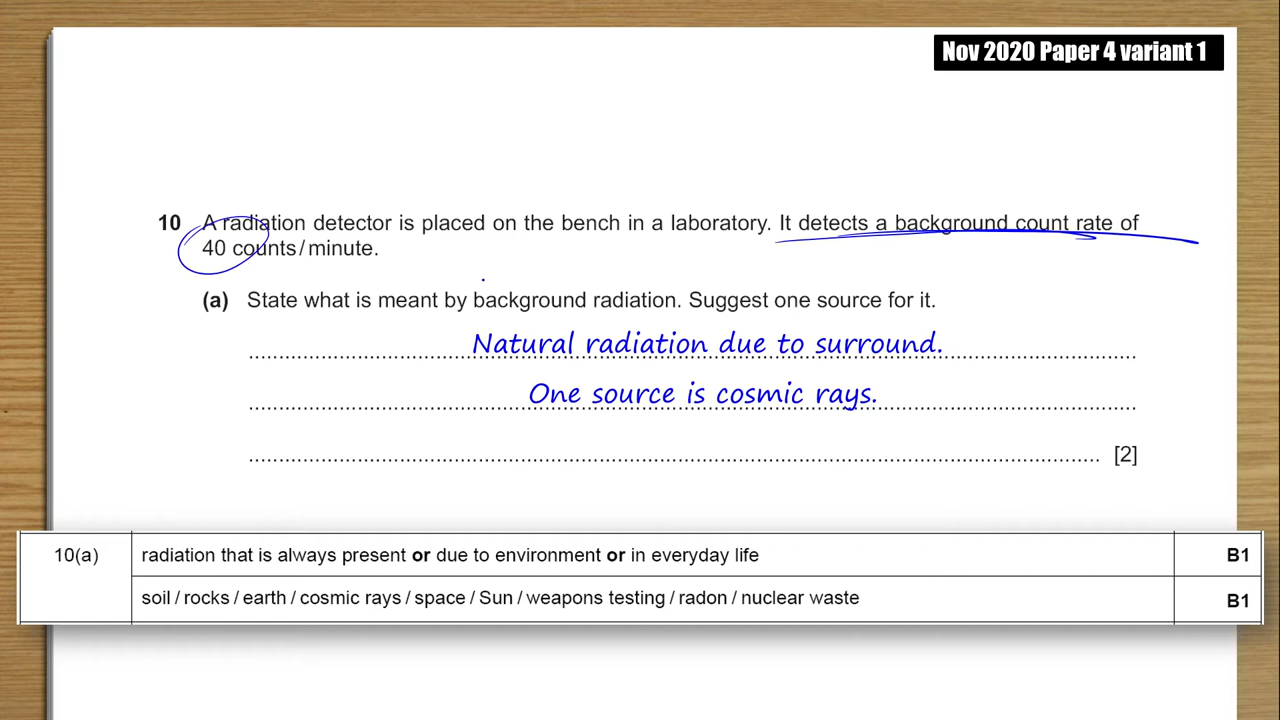 Nov 2020 Paper 4 variant 1
10 A radiation detector is placed on the bench in a laboratory. It detects a background count rate of
40 counts / minute.
(a) State what is meant by background radiation. Suggest one source for it.
Natural radiation due to surround.
One source is cosmic rays.
[2]
10(a) radiation that is always present or due to environment or in everyday life B1
soil / rocks / earth / cosmic rays / space / Sun / weapons testing / radon / nuclear waste B1